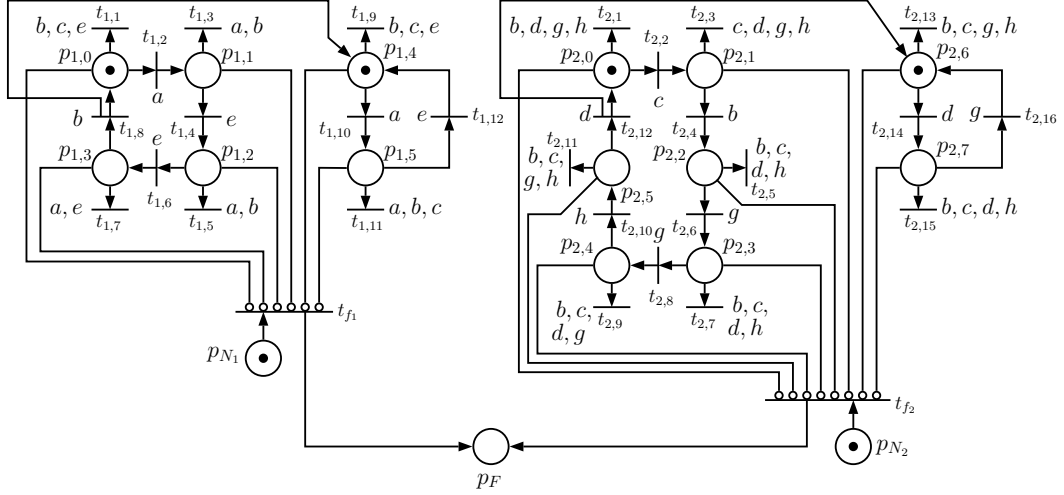 t1,1
b, c, e
t1,2
t1,3
a, b
p1,0
p1,1
a
b
t1,8
t1,4
e
p1,3
e
p1,2
t1,6
a, e
t1,7
t1,5
a, b
t1,9
b, c, e
p1,4
t1,10
a
e
t1,12
p1,5
t1,11
a, b, c
tf1
pN1
pF
t2,1
b, d, g, h
t2,2
t2,3
c, d, g, h
p2,0
p2,1
c
d
t2,12
t2,4
b
t2,11
b, c,
g, h
p2,5
p2,2
b, c,
d, h
t2,5
h
t2,10
t2,6
g
p2,4
g
p2,3
t2,8
t2,9
b, c,
d, g
t2,7
b, c,
d, h
t2,13
b, c, g, h
p2,6
t2,14
d
g
t2,16
p2,7
t2,15
b, c, d, h
tf2
pN2